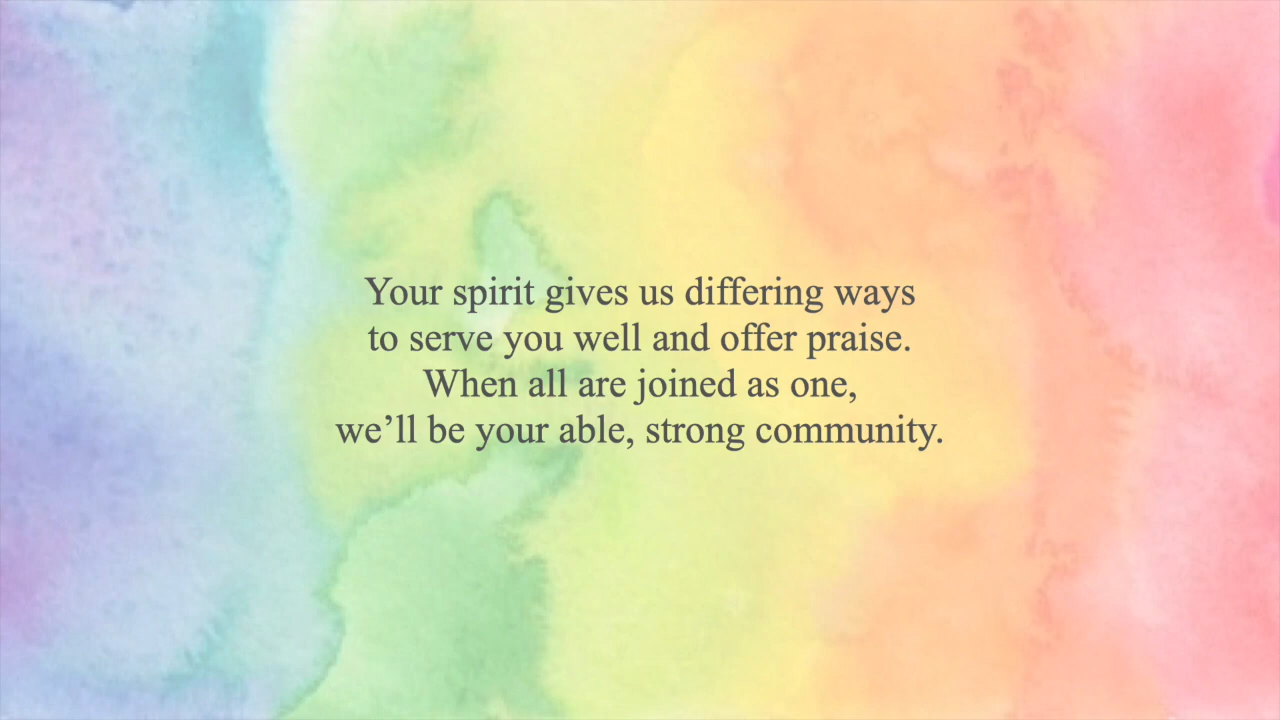 Your spirit gives us differing ways
to serve you well and offer praise.
When all are joined as one,
we’ll be your able, strong community.